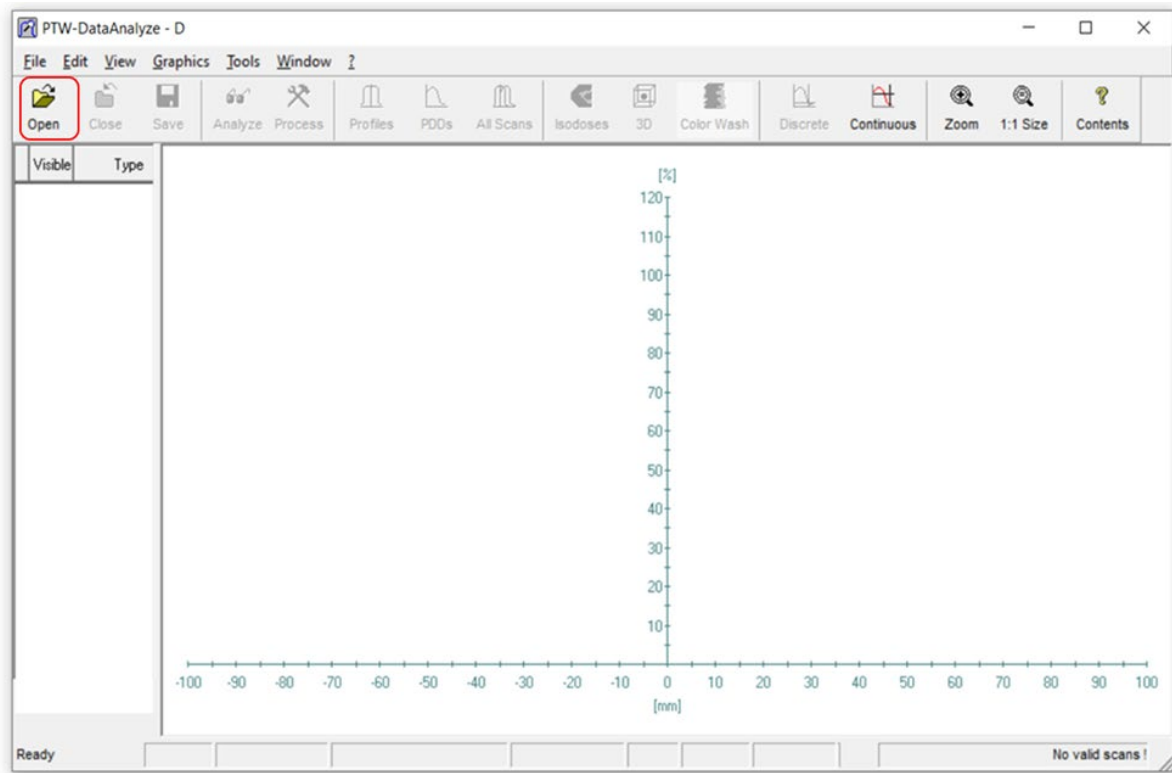 PTW-DataAnalyze - D
File Edit View Graphics Tools Window ?
Open Close Save Analyze Process Profiles PDDs All Scans Isodoses 3D Color Wash Discrete Continuous Zoom 1:1 Size Contents
Visible Type
[%]
120
110
100
90
80
70
60
50
40
30
20
10
-100 -90 -80 -70 -60 -50 -40 -30 -20 -10 0 10 20 30 40 50 60 70 80 90 100
[mm]
Ready No valid scans !